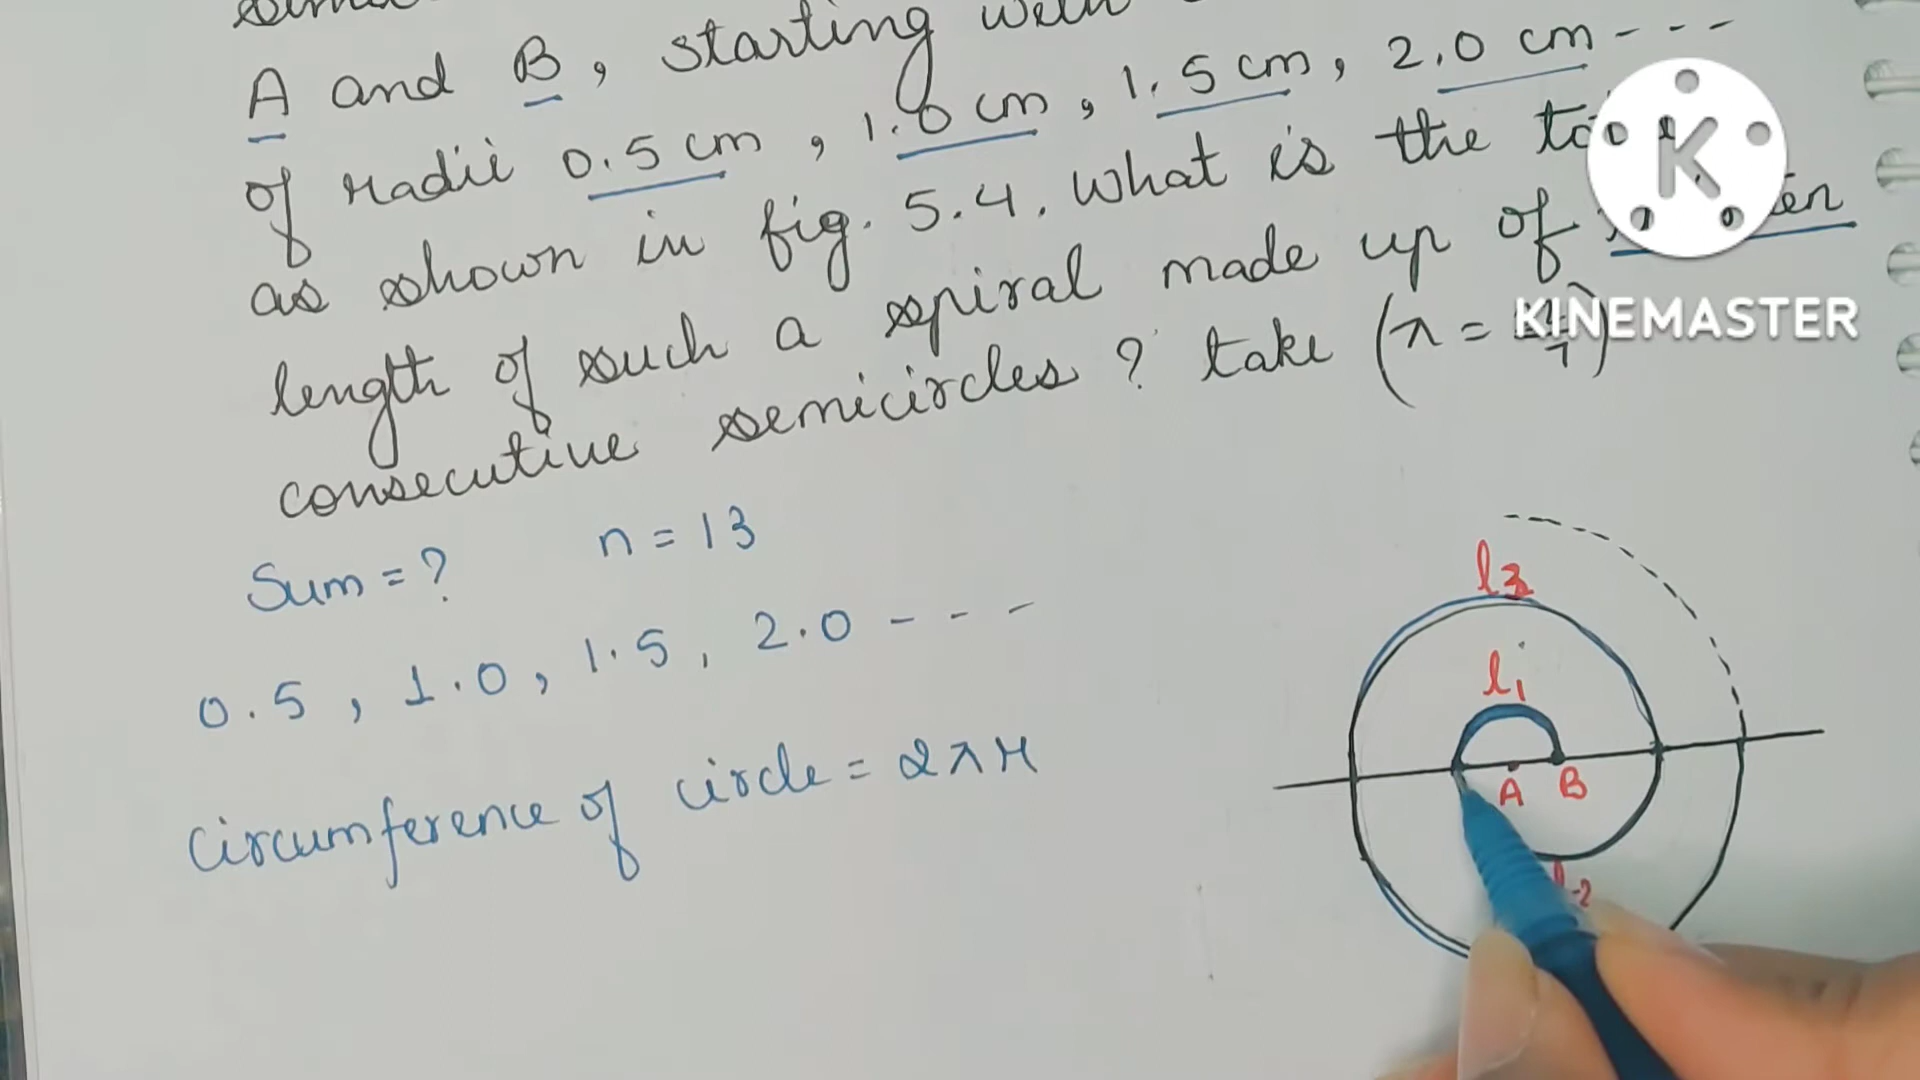 A and B, starting with
of radii 0.5 cm, 1.0 cm, 1.5 cm, 2.0 cm ---
as shown in fig. 5.4. What is the
length of such a spiral made up of
consecutive semicircles? take (π = 22/7)
Sum = ? n = 13
0.5, 1.0, 1.5, 2.0 ---
circumference of circle = 2πr
l3
l1
A B
l2
K
KINEMASTER